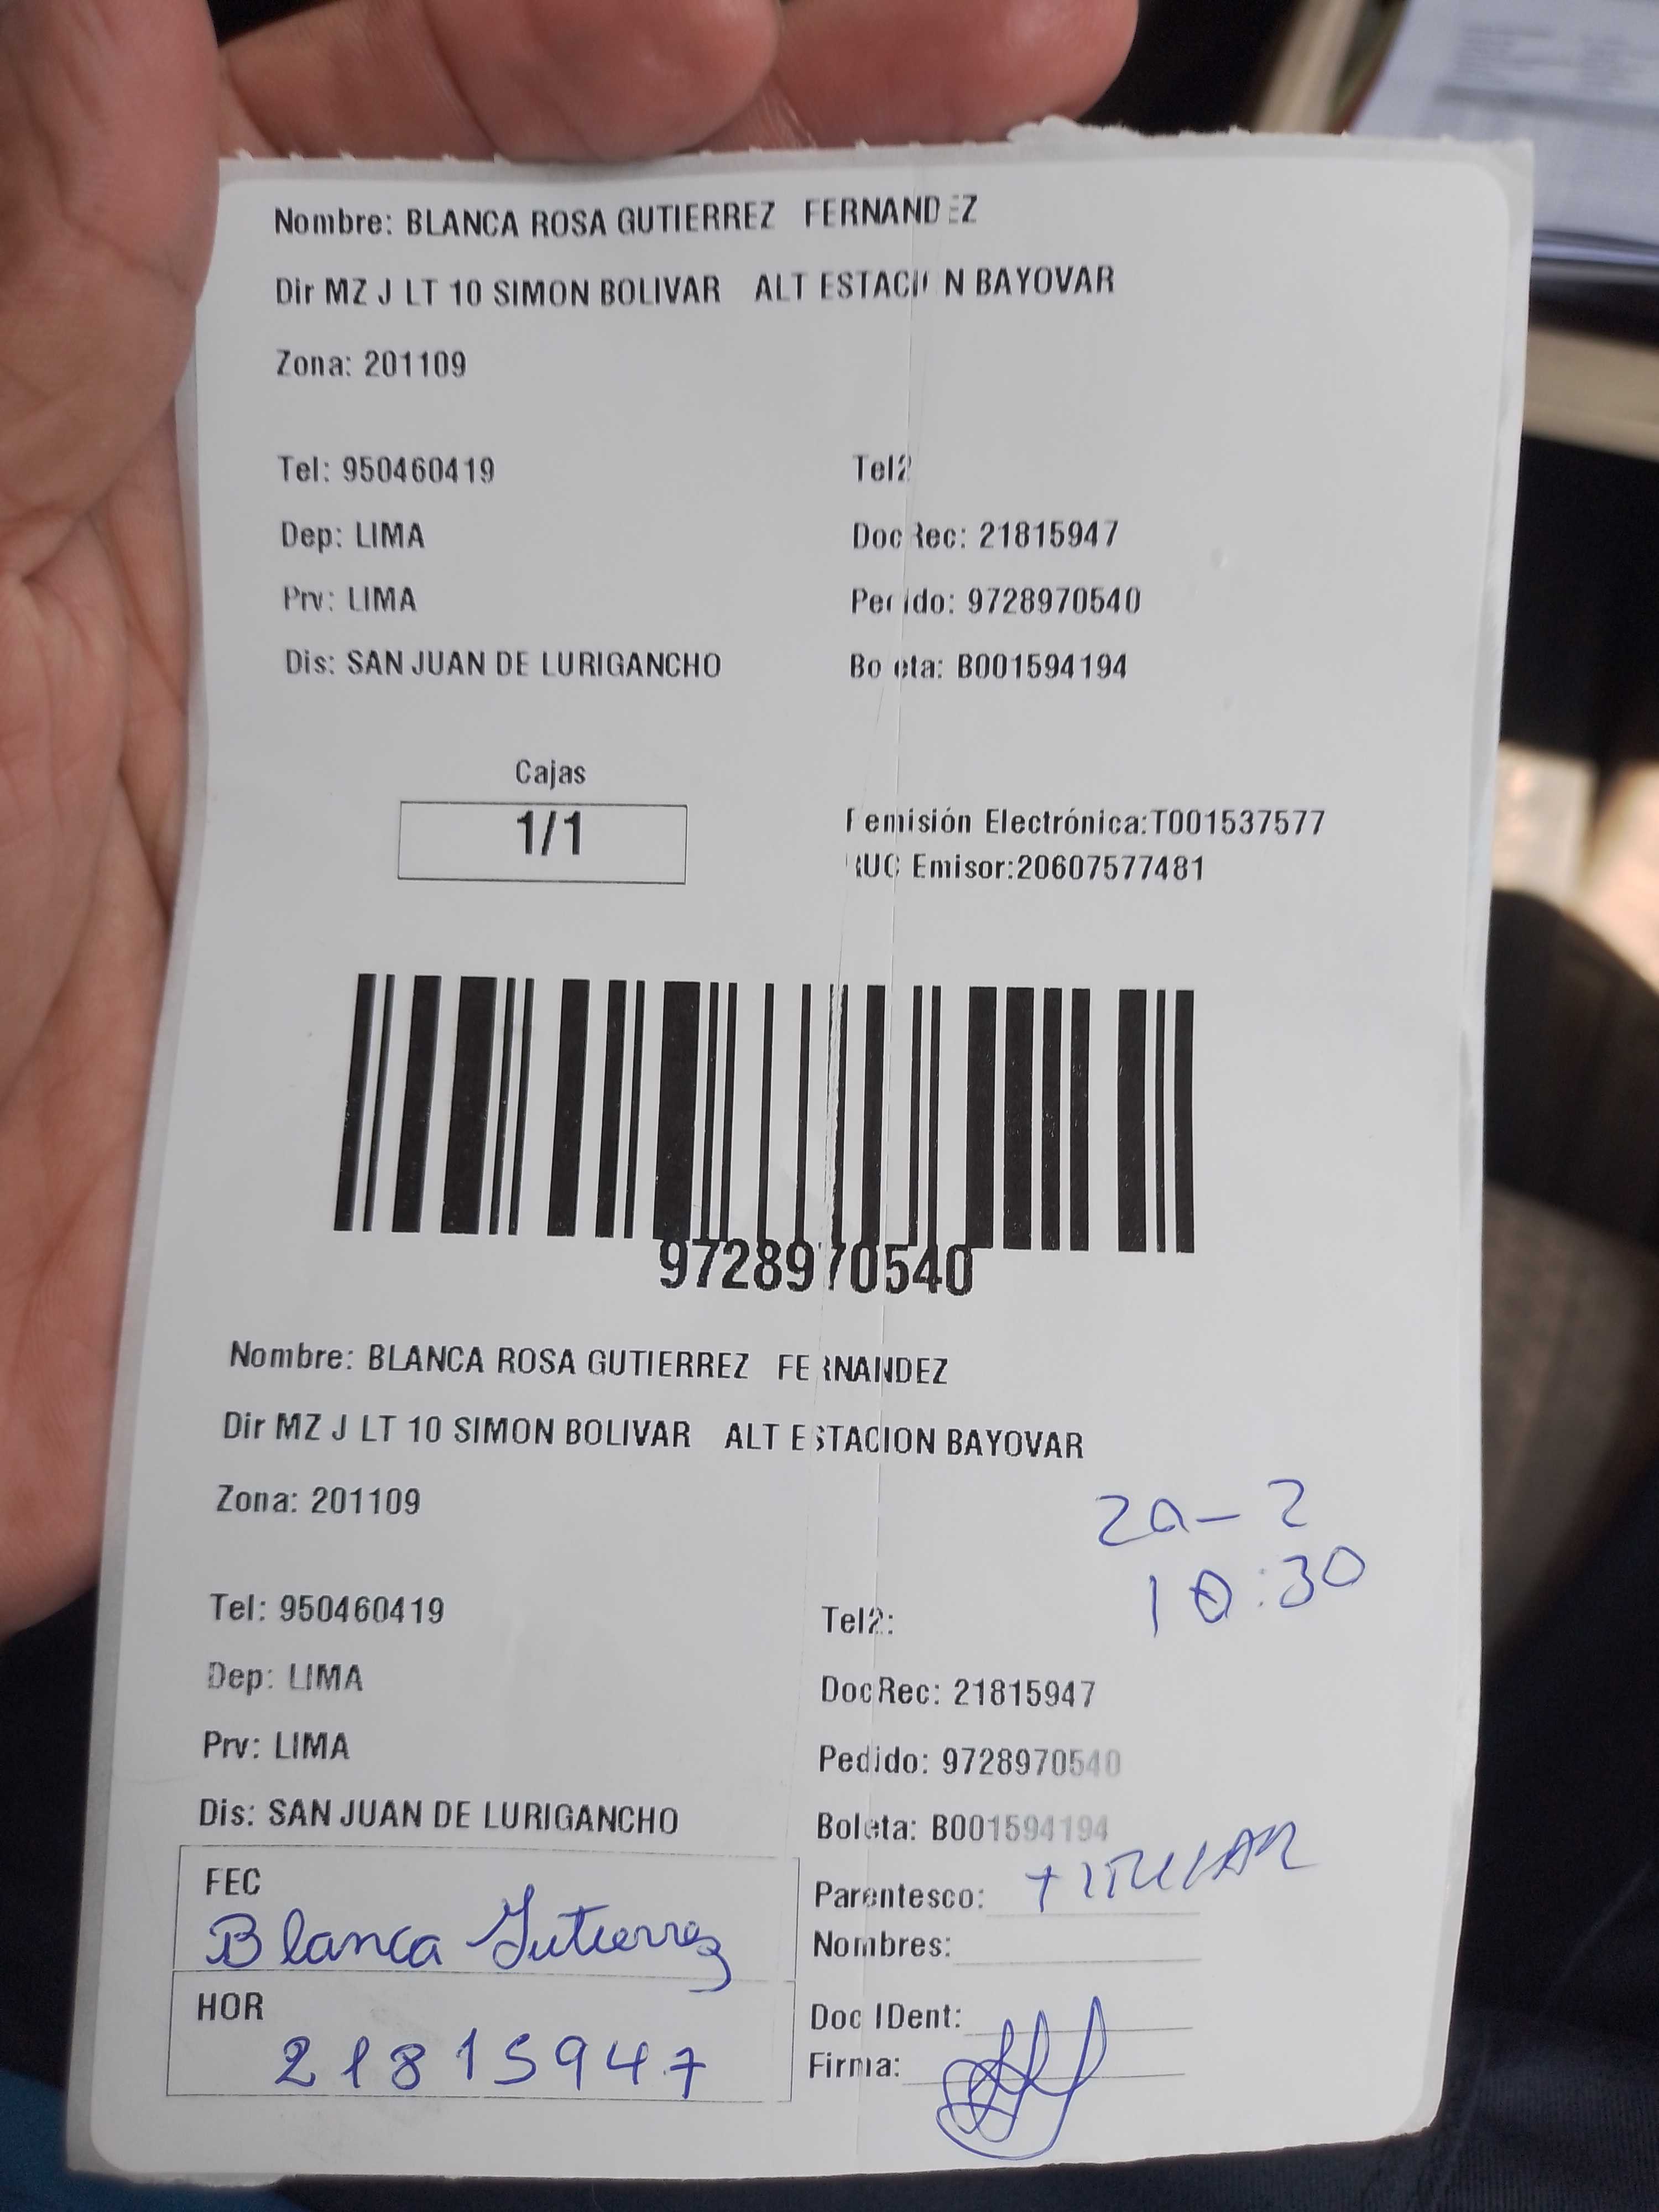 Nombre: BLANCA ROSA GUTIERREZ FERNANDEZ
Dir MZ J LT 10 SIMON BOLIVAR ALT ESTACION BAYOVAR
Zona: 201109
Tel: 950460419 Tel2
Dep: LIMA DocRec: 21815947
Prv: LIMA Pedido: 9728970540
Dis: SAN JUAN DE LURIGANCHO Boleta: B001594194
Cajas
1/1
Remisión Electrónica:T001537577
RUC Emisor:20607577481
9728970540
Nombre: BLANCA ROSA GUTIERREZ FERNANDEZ
Dir MZ J LT 10 SIMON BOLIVAR ALT ESTACION BAYOVAR
Zona: 201109
10:30
Tel: 950460419 Tel2:
Dep: LIMA DocRec: 21815947
Prv: LIMA Pedido: 9728970540
Dis: SAN JUAN DE LURIGANCHO Boleta: B001594194
FEC
Parentesco: TITULAR
Blanca Gutierrez
Nombres:
HOR
Doc IDent:
21815947
Firma: